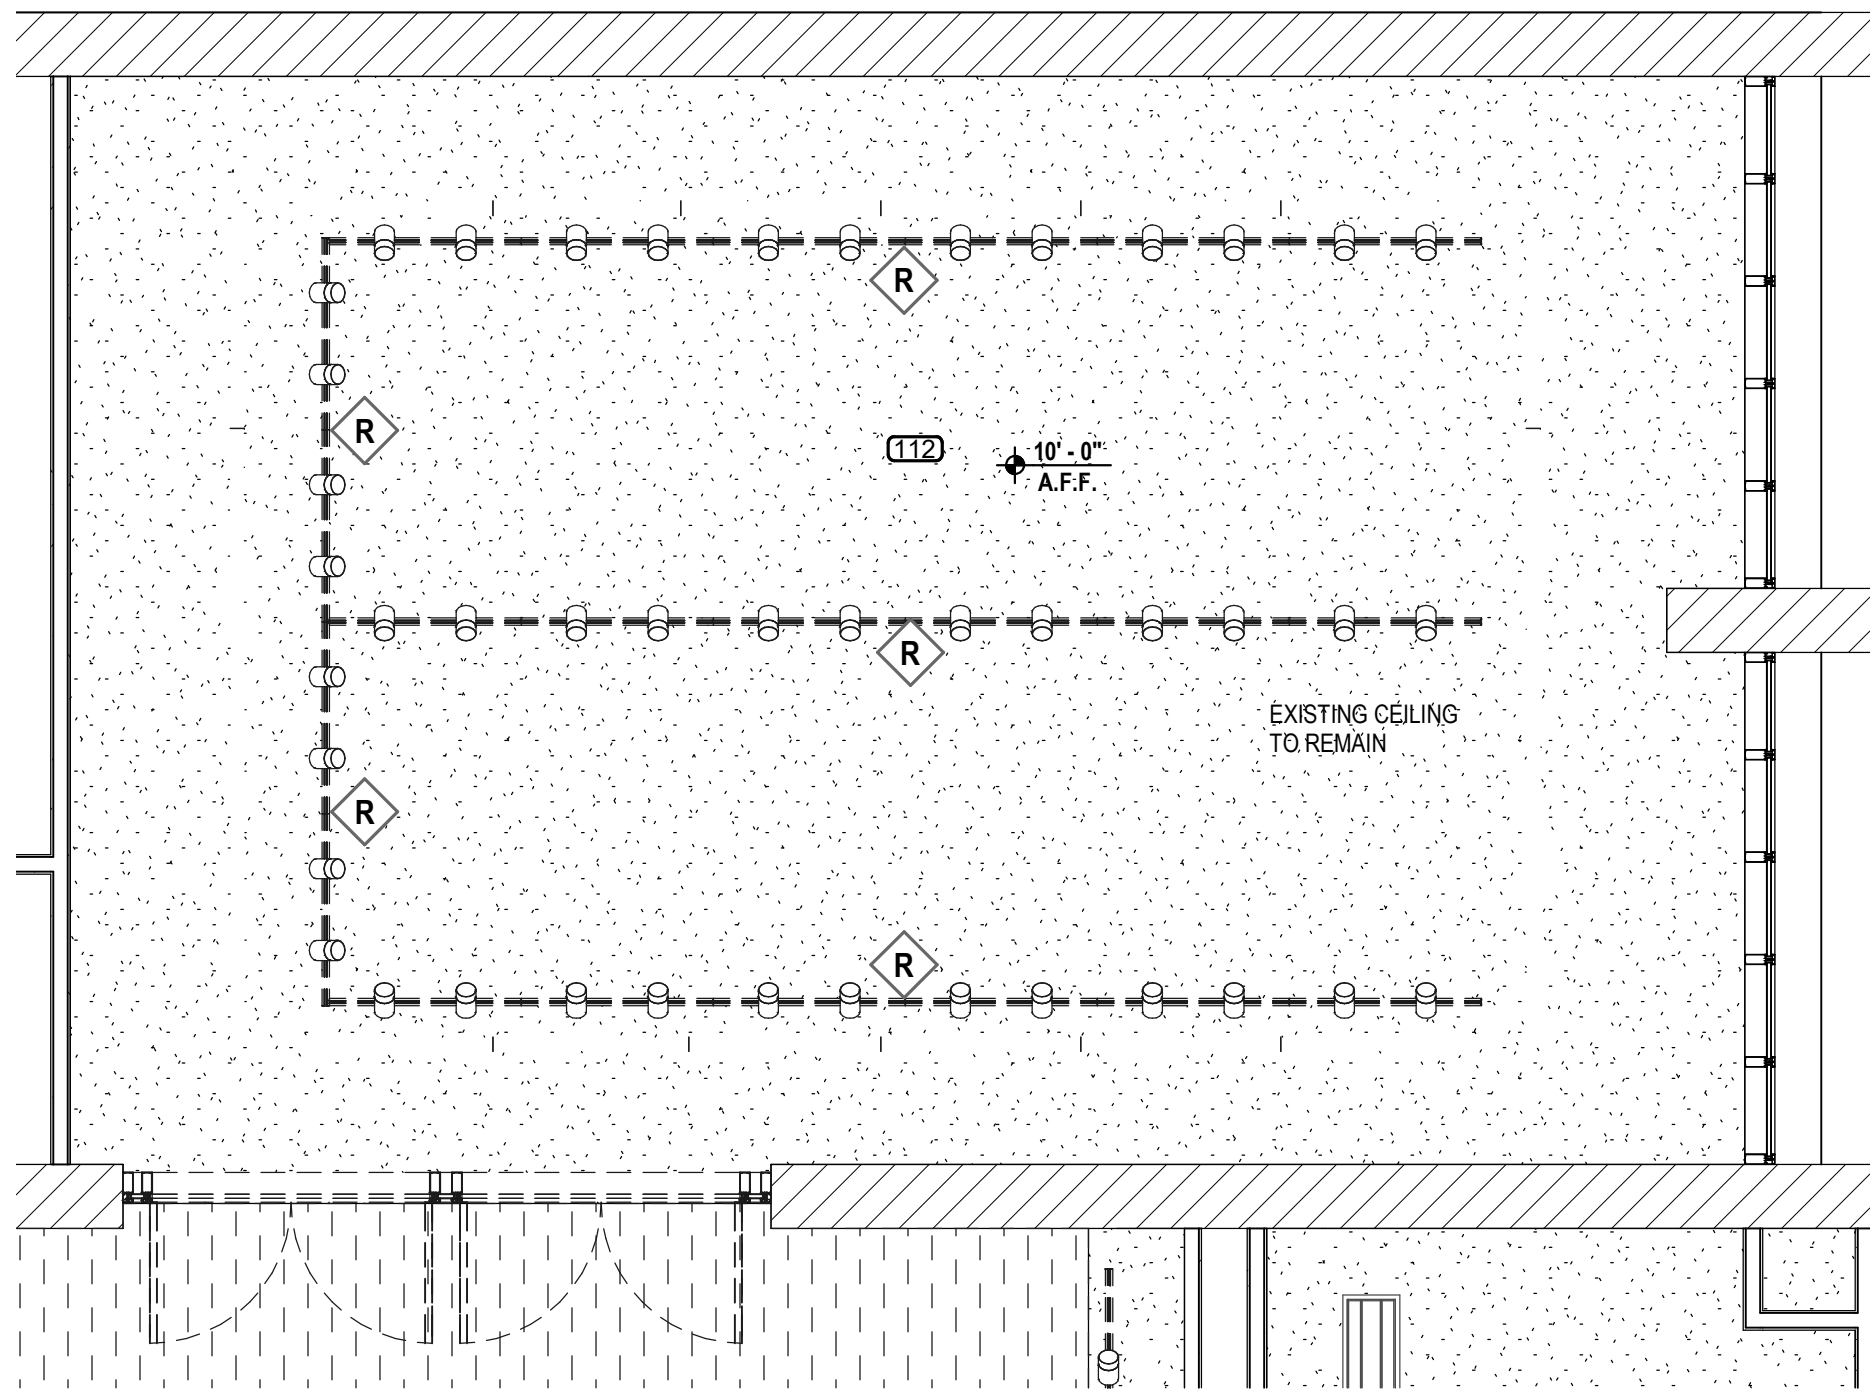 R
R
112
10' - 0"
A.F.F.
R
EXISTING CEILING
TO REMAIN
R
R